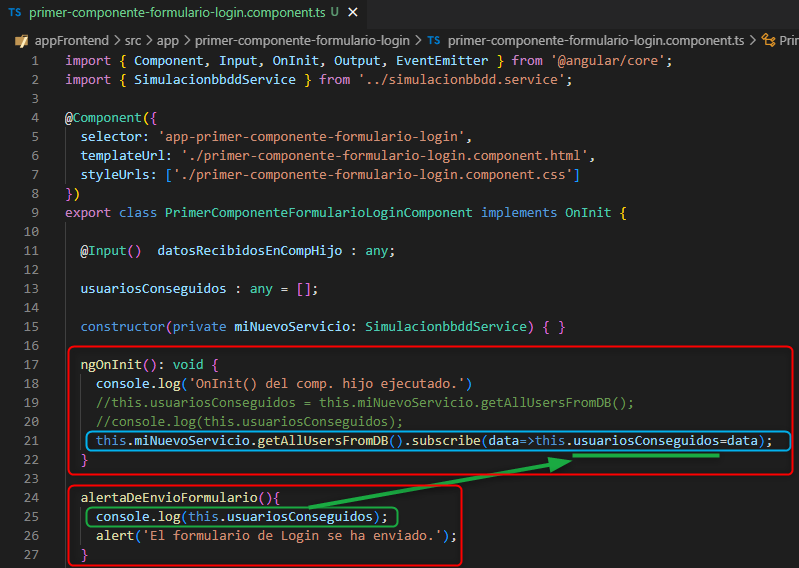 TS primer-componente-formulario-login.component.ts U ✕
appFrontend > src > app > primer-componente-formulario-login > TS primer-componente-formulario-login.component.ts > Pri
1 import { Component, Input, OnInit, Output, EventEmitter } from '@angular/core';
2 import { SimulacionbbddService } from '../simulacionbbdd.service';
3
4 @Component({
5   selector: 'app-primer-componente-formulario-login',
6   templateUrl: './primer-componente-formulario-login.component.html',
7   styleUrls: ['./primer-componente-formulario-login.component.css']
8 })
9 export class PrimerComponenteFormularioLoginComponent implements OnInit {
10
11   @Input()  datosRecibidosEnCompHijo : any;
12
13   usuariosConseguidos : any = [];
14
15   constructor(private miNuevoServicio: SimulacionbbddService) { }
16
17   ngOnInit(): void {
18     console.log('OnInit() del comp. hijo ejecutado.')
19     //this.usuariosConseguidos = this.miNuevoServicio.getAllUsersFromDB();
20     //console.log(this.usuariosConseguidos);
21     this.miNuevoServicio.getAllUsersFromDB().subscribe(data=>this.usuariosConseguidos=data);
22   }
23
24   alertaDeEnvioFormulario(){
25     console.log(this.usuariosConseguidos);
26     alert('El formulario de Login se ha enviado.');
27   }